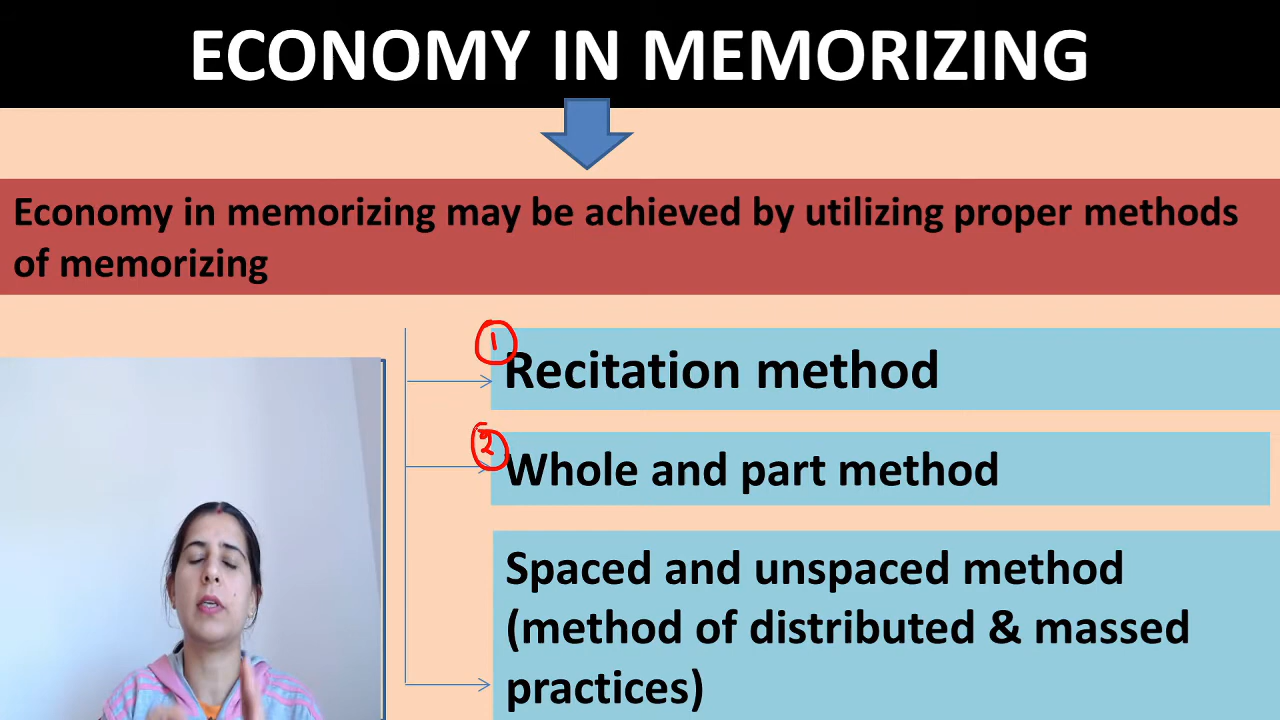 ECONOMY IN MEMORIZING
Economy in memorizing may be achieved by utilizing proper methods
of memorizing
1
Recitation method
2
Whole and part method
Spaced and unspaced method
(method of distributed & massed
practices)